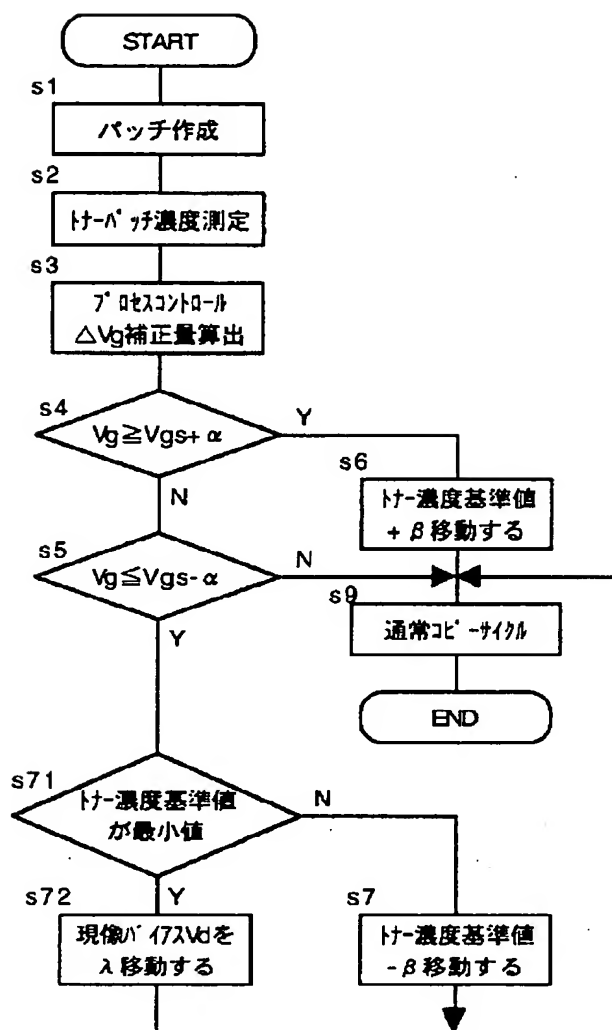 START
s1
パッチ作成
s2
トナーパッチ濃度測定
s3
プロセスコントロール
△Vg補正量算出
s4
Vg≧Vgs+α
Y
N
s6
トナー濃度基準値
+β移動する
s5
Vg≦Vgs-α
N
Y
s9
通常コピーサイクル
END
s71
トナー濃度基準値
が最小値
N
Y
s72
現像バイアスVdを
λ移動する
s7
トナー濃度基準値
-β移動する